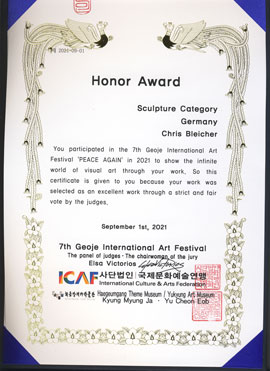 2021-09-01
Honor Award
Sculpture Category
Germany
Chris Bleicher
You participated in the 7th Geoje International Art
Festival 'PEACE AGAIN' in 2021 to show the infinite
world of visual art through your work. So this
certificate is given to you because your work was
selected as an excellent work through a strict and fair
vote by the judges.
September 1st, 2021
7th Geoje International Art Festival
The panel of judges · The chairwoman of the jury
Elsa Victorios
ICAF 사단법인 국제문화예술연맹
International Culture & Arts Federation
Haegeumgang Theme Museum / Yukyung Art Museum
Kyung Myung Ja · Yu Cheon Eob